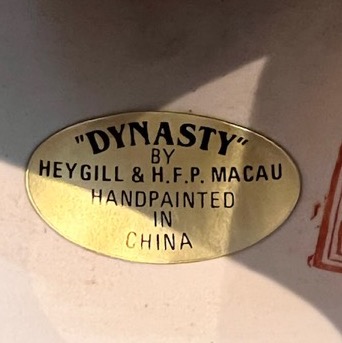 "DYNASTY"
BY
HEYGILL & H.F.P. MACAU
HANDPAINTED
IN
CHINA